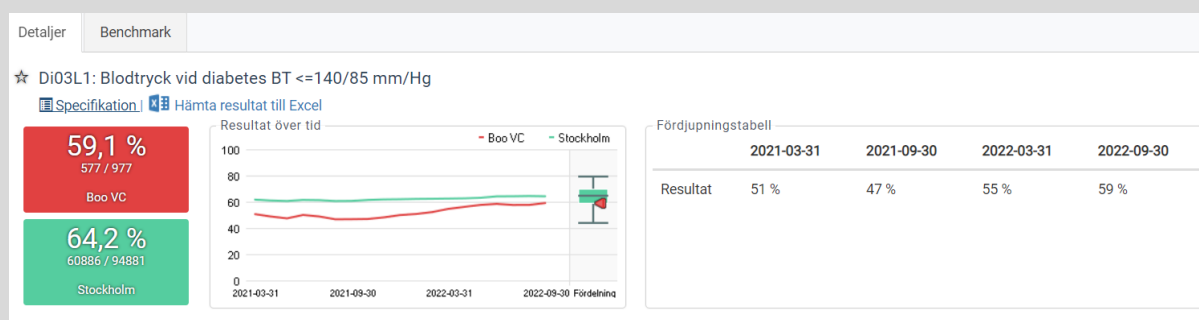 Detaljer Benchmark
Di03L1: Blodtryck vid diabetes BT <=140/85 mm/Hg
Specifikation | Hämta resultat till Excel
59,1 %
577 / 977
Boo VC
64,2 %
60886 / 94881
Stockholm
Resultat över tid
Boo VC Stockholm
100
80
60
40
20
0
2021-03-31 2021-09-30 2022-03-31 2022-09-30 Fördelning
Fördjupningstabell
2021-03-31 2021-09-30 2022-03-31 2022-09-30
Resultat 51 % 47 % 55 % 59 %